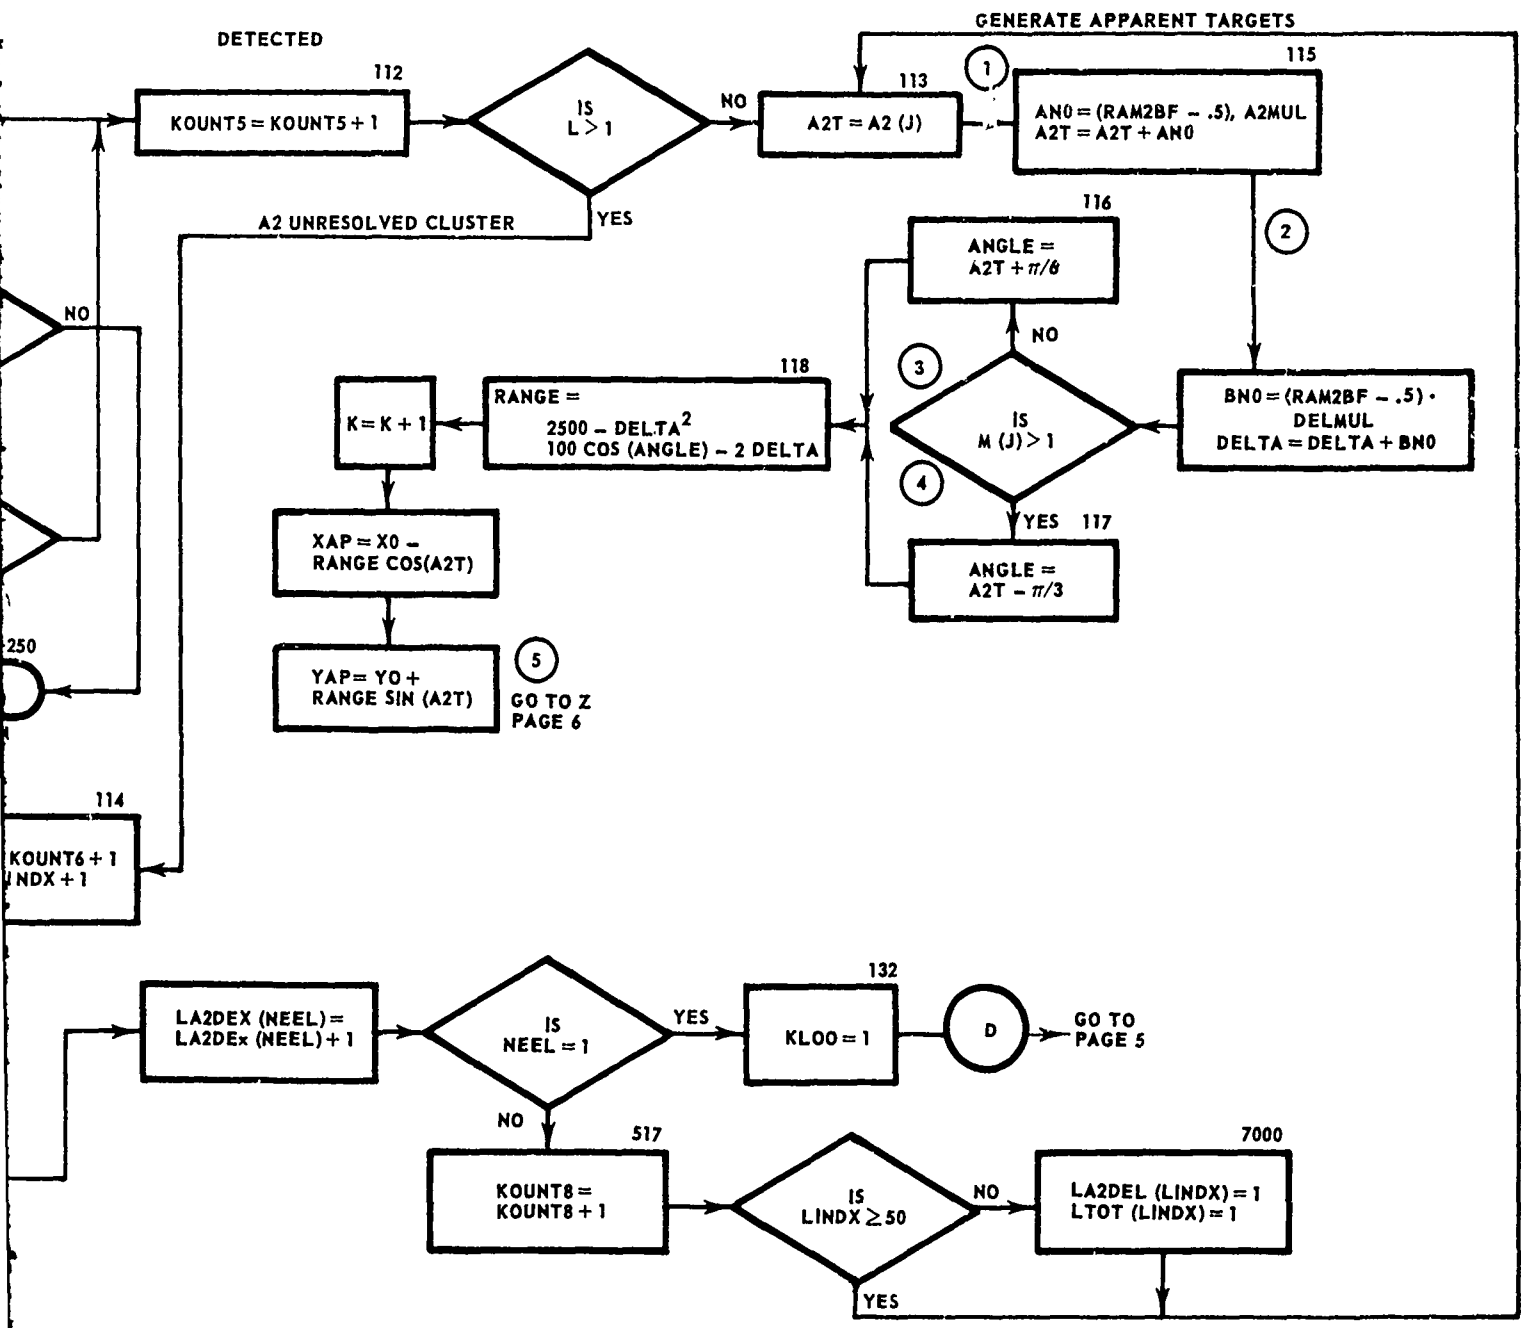 GENERATE APPARENT TARGETS
DETECTED
112
KOUNT5 = KOUNT5 + 1
IS
L > 1
NO
YES
A2 UNRESOLVED CLUSTER
113
A2T = A2 (J)
1
115
AN0 = (RAM2BF - .5), A2MUL
A2T = A2T + AN0
2
116
ANGLE =
A2T + π/6
NO
NO
3
118
RANGE =
2500 - DELTA²
100 COS (ANGLE) - 2 DELTA
K = K + 1
IS
M (J) > 1
BN0 = (RAM2BF - .5) ·
DELMUL
DELTA = DELTA + BN0
4
YES
117
ANGLE =
A2T - π/3
XAP = X0 -
RANGE COS(A2T)
YAP = YO +
RANGE SIN (A2T)
5
GO TO Z
PAGE 6
250
114
KOUNT6 + 1
INDX + 1
LA2DEX (NEEL) =
LA2DEx (NEEL) + 1
IS
NEEL = 1
YES
132
KLOO = 1
D
GO TO
PAGE 5
NO
517
KOUNT8 =
KOUNT8 + 1
IS
LINDX ≥ 50
NO
7000
LA2DEL (LINDX) = 1
LTOT (LINDX) = 1
YES